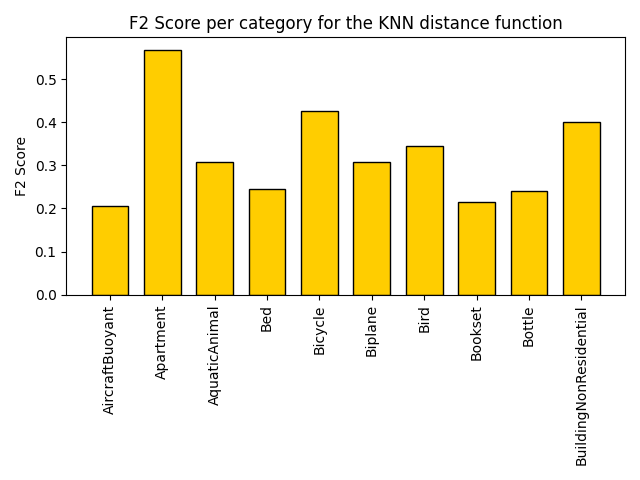 F2 Score per category for the KNN distance function
F2 Score
0.5
0.4
0.3
0.2
0.1
0.0
AircraftBuoyant
Apartment
AquaticAnimal
Bed
Bicycle
Biplane
Bird
Bookset
Bottle
BuildingNonResidential